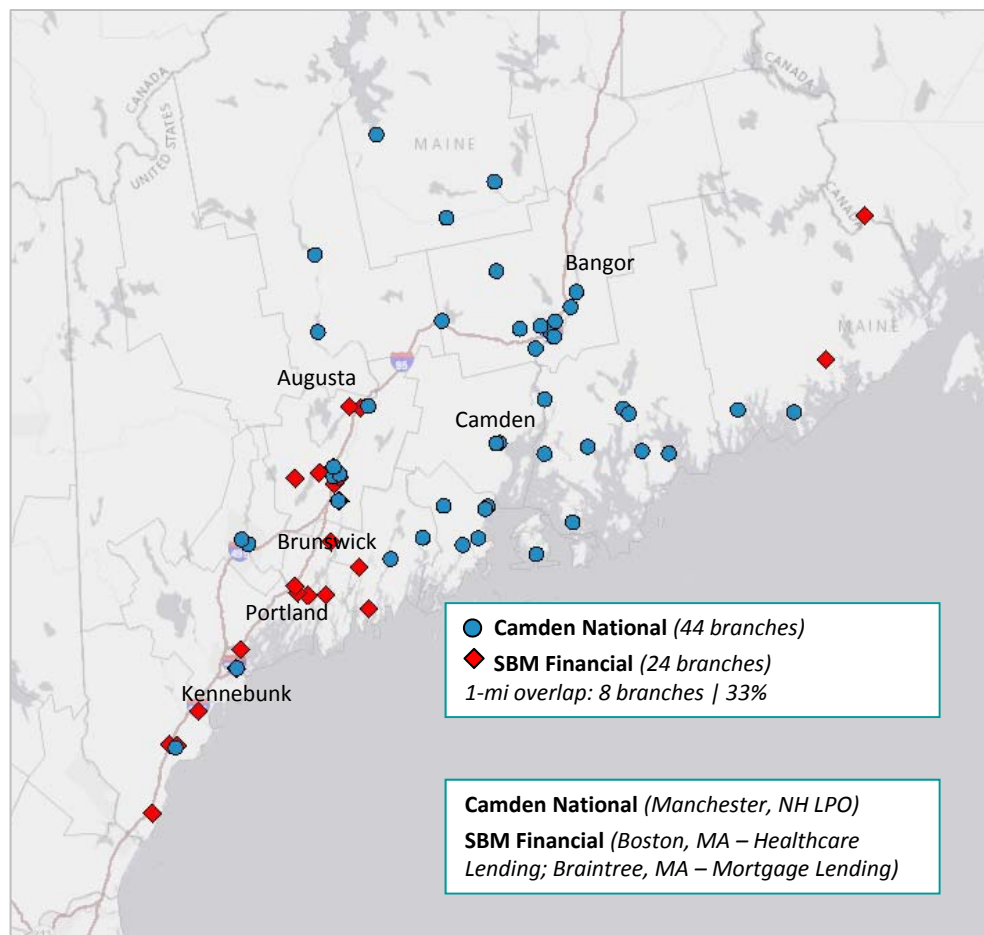 CANADA
UNITED STATES
MAINE
CANADA
CANADA
Bangor
MAINE
95
Augusta
Camden
Brunswick
Portland
Kennebunk
Camden National (44 branches)
SBM Financial (24 branches)
1-mi overlap: 8 branches | 33%
Camden National (Manchester, NH LPO)
SBM Financial (Boston, MA – Healthcare
Lending; Braintree, MA – Mortgage Lending)